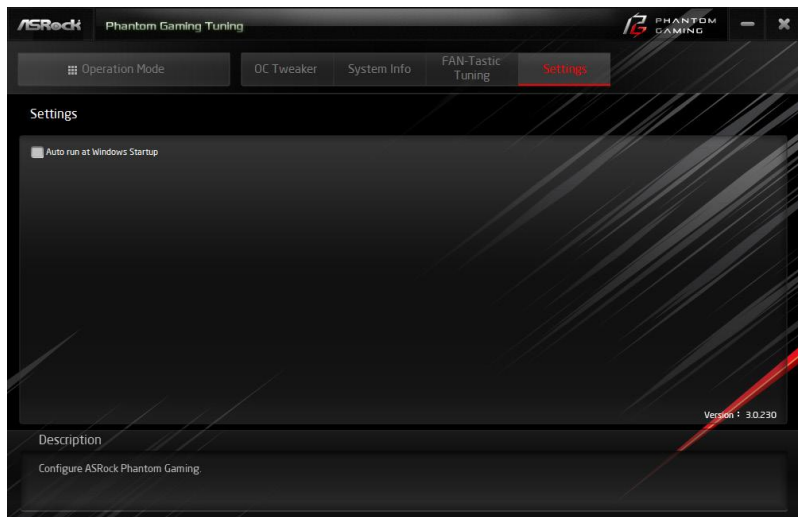 ASRock
Phantom Gaming Tuning
PHANTOM
GAMING
Operation Mode
OC Tweaker
System Info
FAN-Tastic
Tuning
Settings
Settings
Auto run at Windows Startup
Version : 3.0.230
Description
Configure ASRock Phantom Gaming.